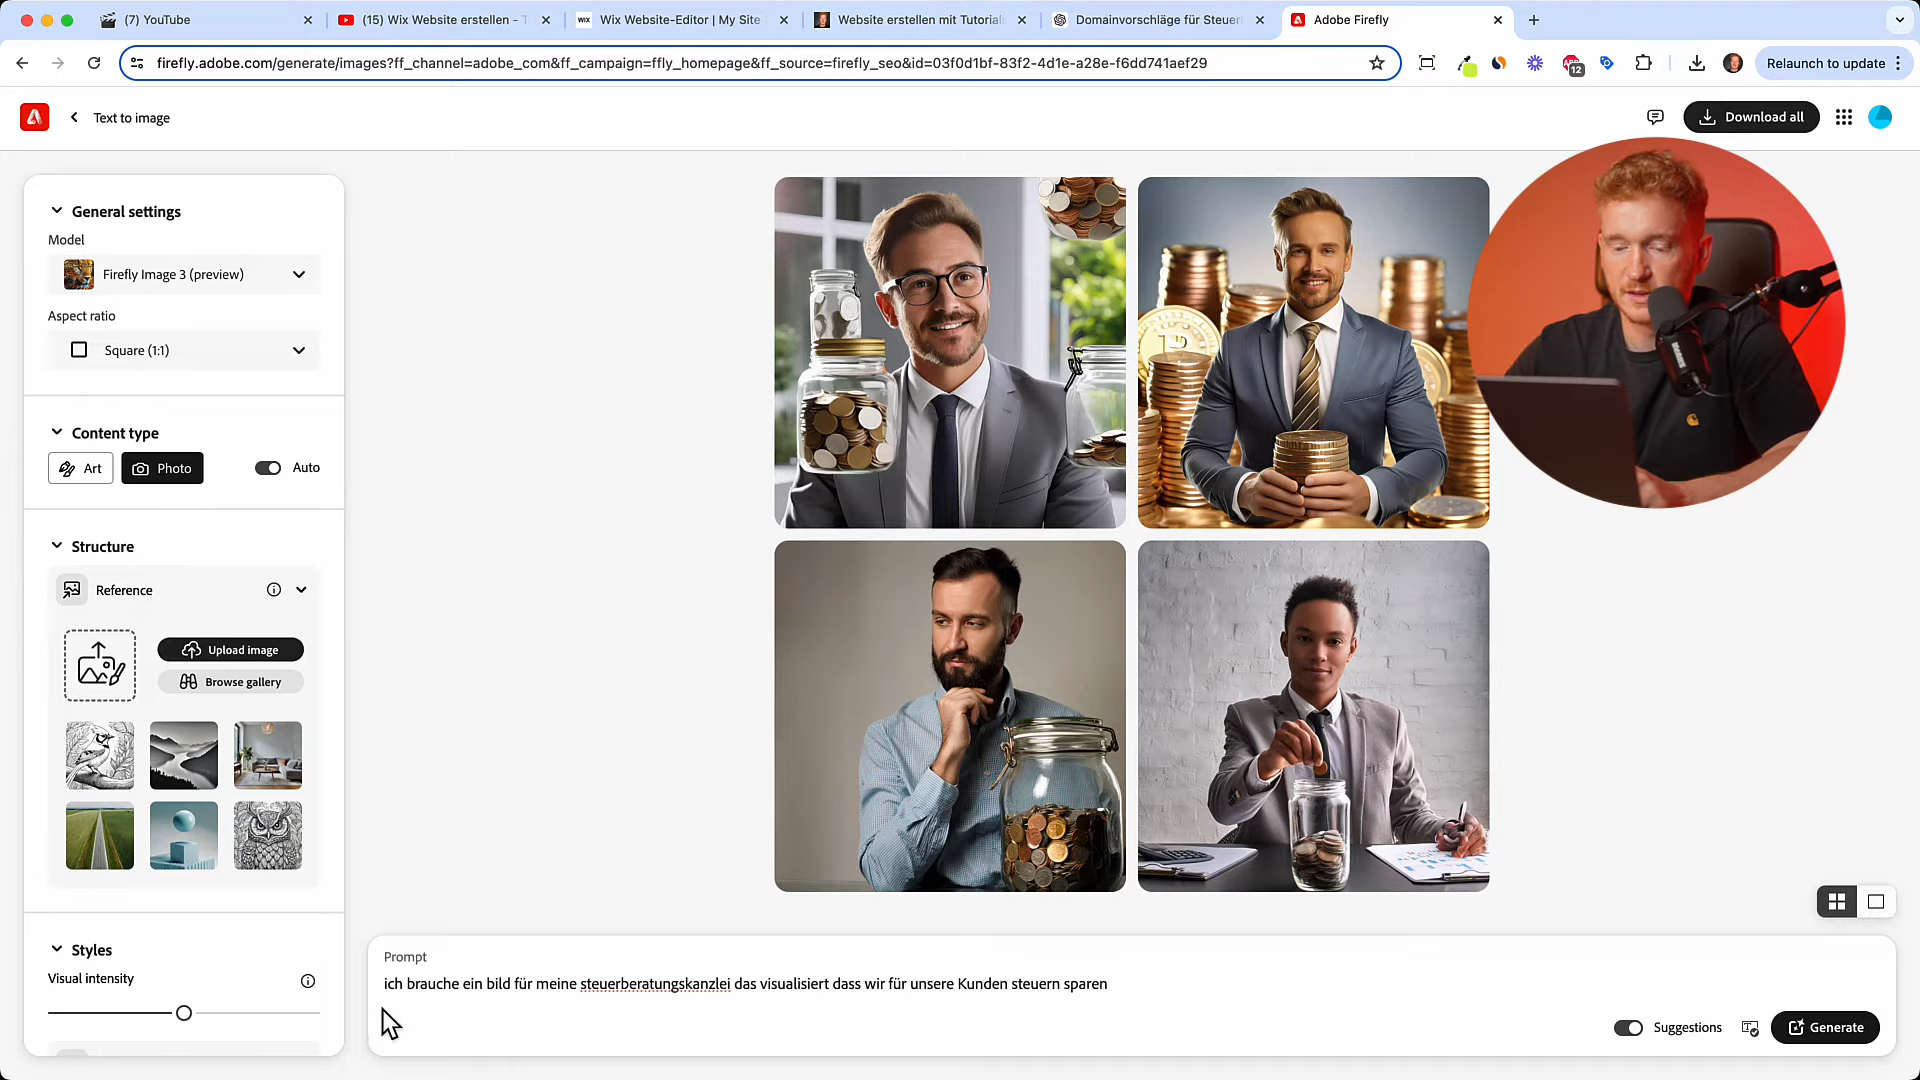 (7) YouTube
(15) Wix Website erstellen - T
WIX Wix Website-Editor | My Site
Website erstellen mit Tutorial
Domainvorschläge für Steuer
Adobe Firefly
firefly.adobe.com/generate/images?ff_channel=adobe_com&ff_campaign=ffly_homepage&ff_source=firefly_seo&id=03f0d1bf-83f2-4d1e-a28e-f6dd741aef29
12
Relaunch to update
Text to image
Download all
General settings
Model
Firefly Image 3 (preview)
Aspect ratio
Square (1:1)
Content type
Art
Photo
Auto
Structure
Reference
Upload image
Browse gallery
Styles
Visual intensity
Prompt
ich brauche ein bild für meine steuerberatungskanzlei das visualisiert dass wir für unsere Kunden steuern sparen
Suggestions
Generate